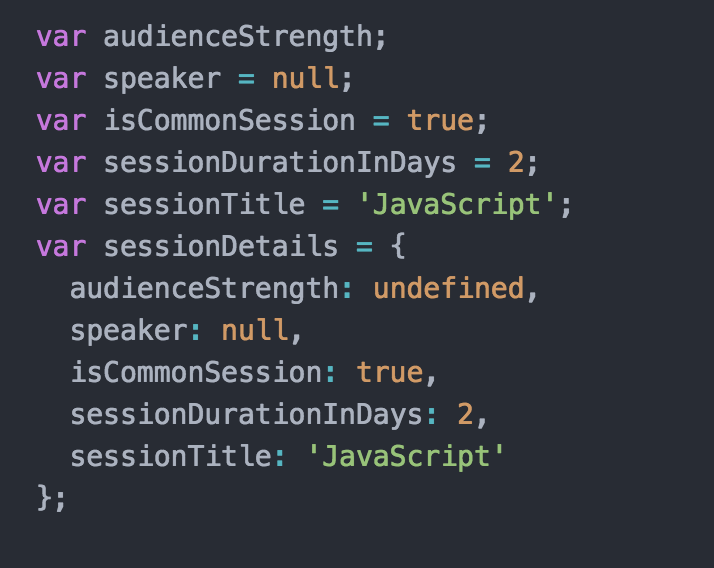 var audienceStrength;
var speaker = null;
var isCommonSession = true;
var sessionDurationInDays = 2;
var sessionTitle = 'JavaScript';
var sessionDetails = {
  audienceStrength: undefined,
  speaker: null,
  isCommonSession: true,
  sessionDurationInDays: 2,
  sessionTitle: 'JavaScript'
};